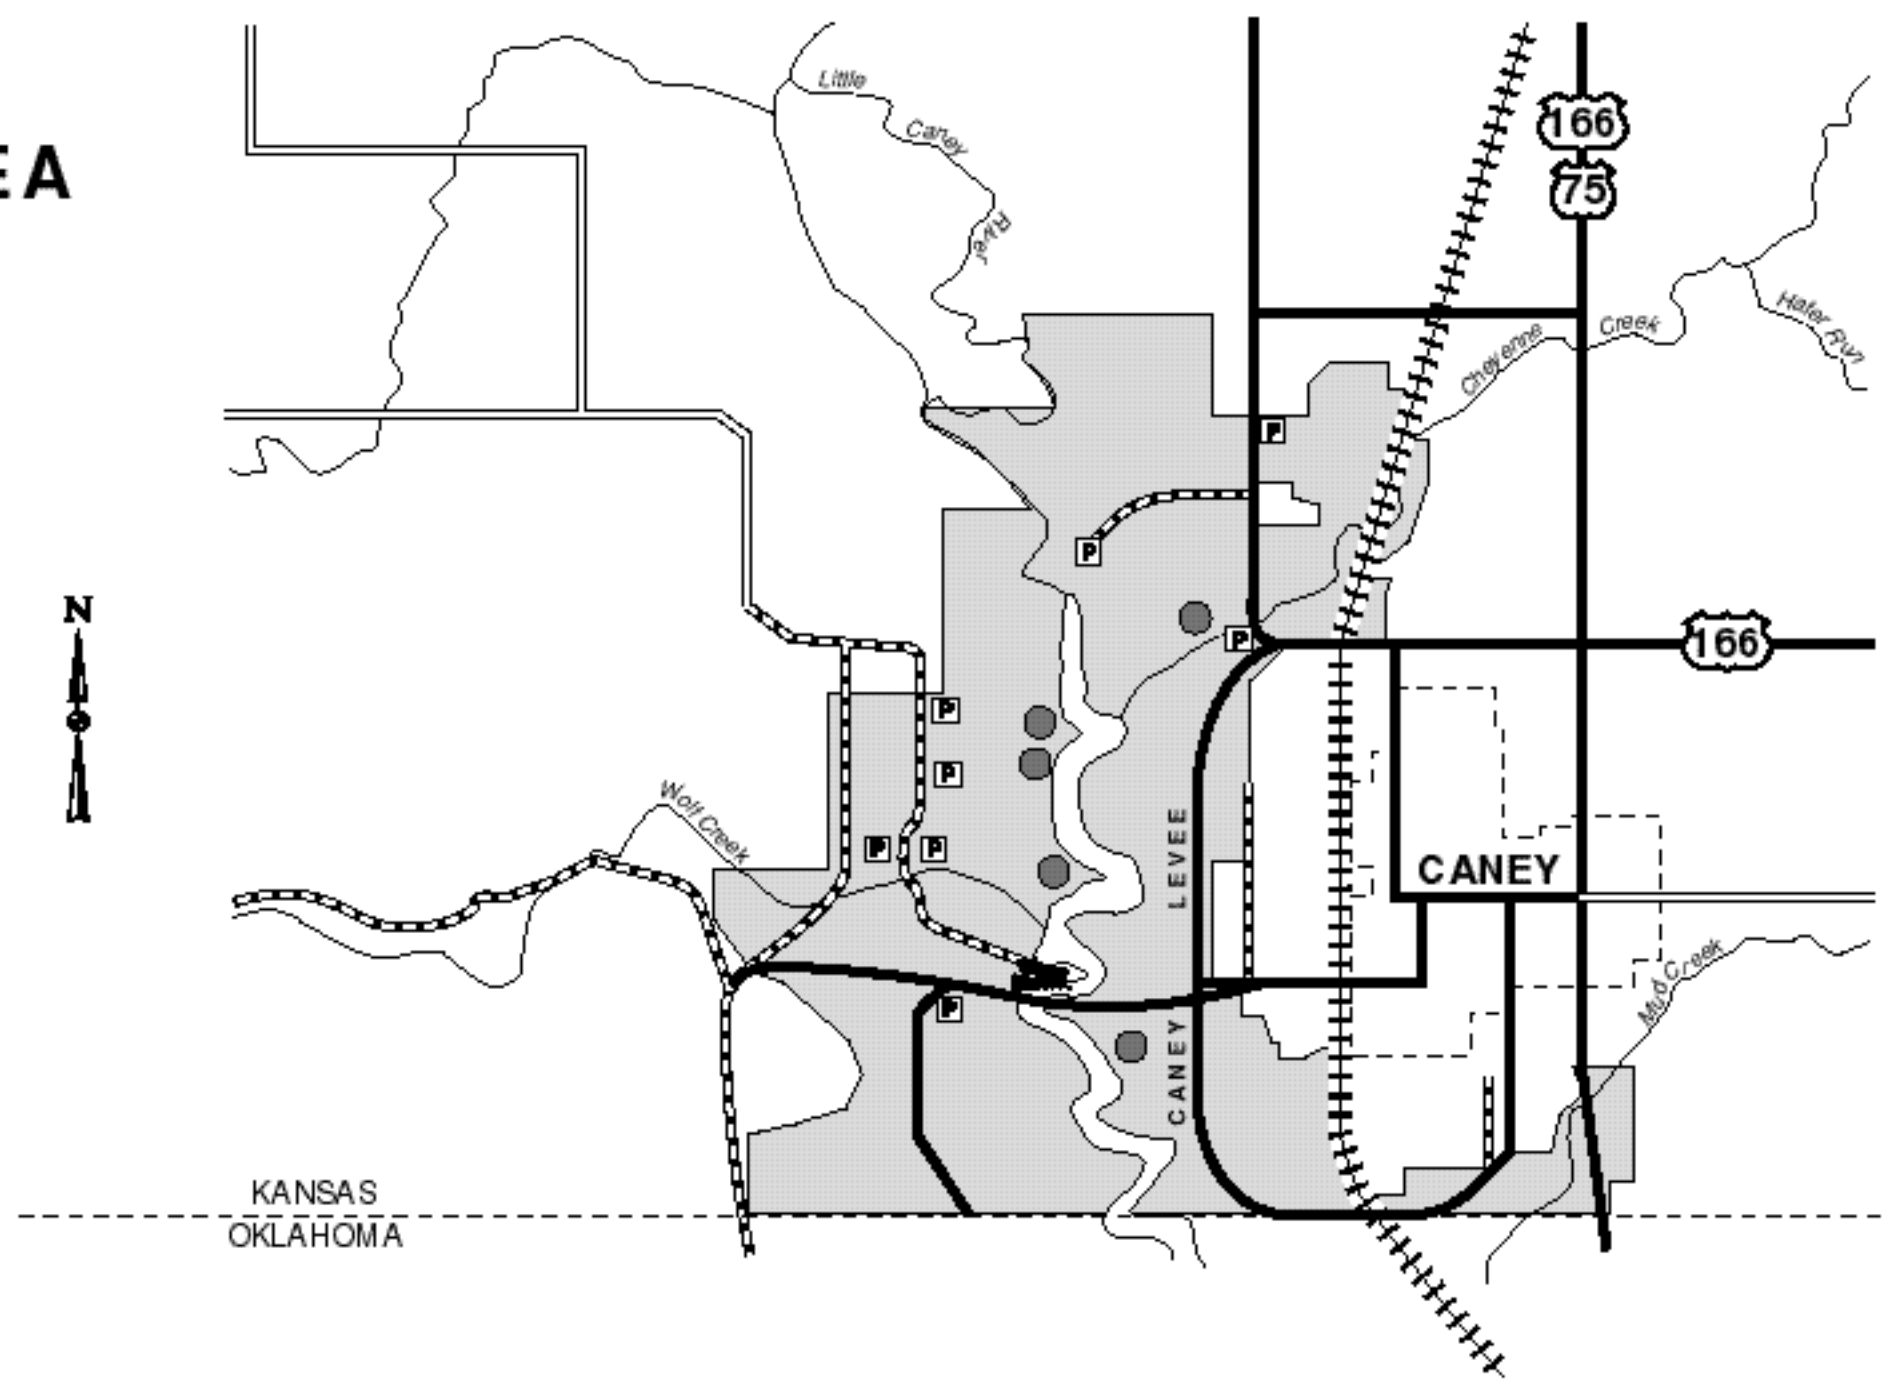 EA
Little
Caney
River
166
75
Cheyenne
Creek
Hafer Run
P
P
N
P
166
P
P
Wolf Creek
P
P
CANEY LEVEE
CANEY
Mud Creek
P
KANSAS
OKLAHOMA